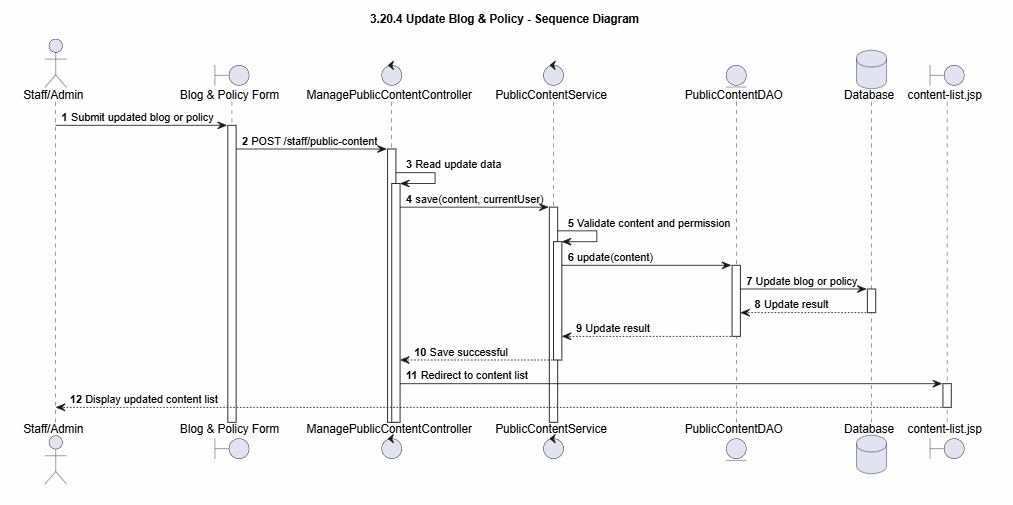 3.20.4 Update Blog & Policy - Sequence Diagram
Staff/Admin
Blog & Policy Form
ManagePublicContentController
PublicContentService
PublicContentDAO
Database
content-list.jsp
1 Submit updated blog or policy
2 POST /staff/public-content
3 Read update data
4 save(content, currentUser)
5 Validate content and permission
6 update(content)
7 Update blog or policy
8 Update result
9 Update result
10 Save successful
11 Redirect to content list
12 Display updated content list
Staff/Admin
Blog & Policy Form
ManagePublicContentController
PublicContentService
PublicContentDAO
Database
content-list.jsp